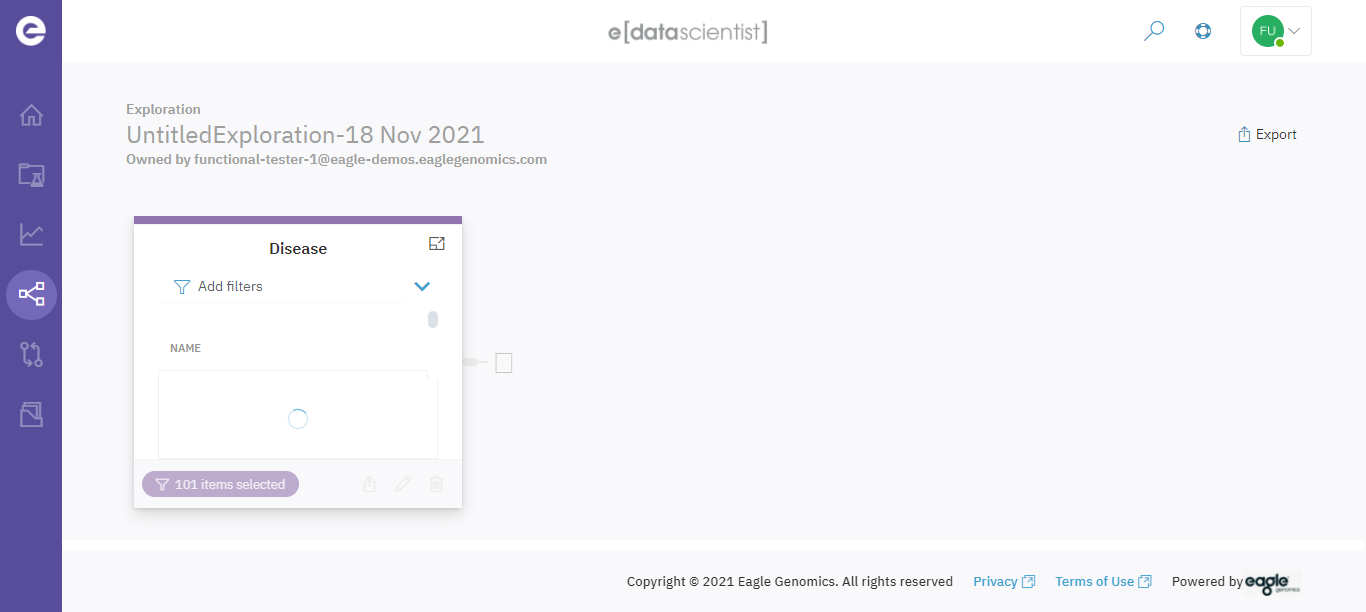 e[datascientist]
FU
Exploration
UntitledExploration-18 Nov 2021
Owned by functional-tester-1@eagle-demos.eaglegenomics.com
Export
Disease
Add filters
NAME
101 items selected
Copyright © 2021 Eagle Genomics. All rights reserved Privacy Terms of Use Powered by eagle genomics